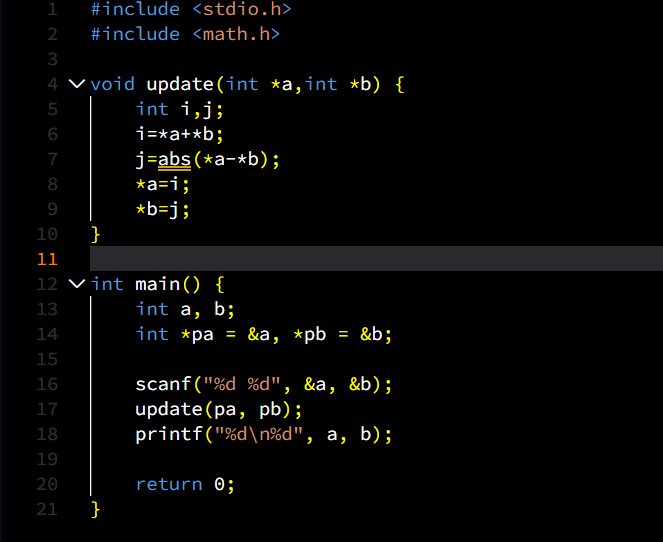 1 #include <stdio.h>
2 #include <math.h>
3
4 void update(int *a,int *b) {
5     int i,j;
6     i=*a+*b;
7     j=abs(*a-*b);
8     *a=i;
9     *b=j;
10 }
11
12 int main() {
13     int a, b;
14     int *pa = &a, *pb = &b;
15
16     scanf("%d %d", &a, &b);
17     update(pa, pb);
18     printf("%d\n%d", a, b);
19
20     return 0;
21 }